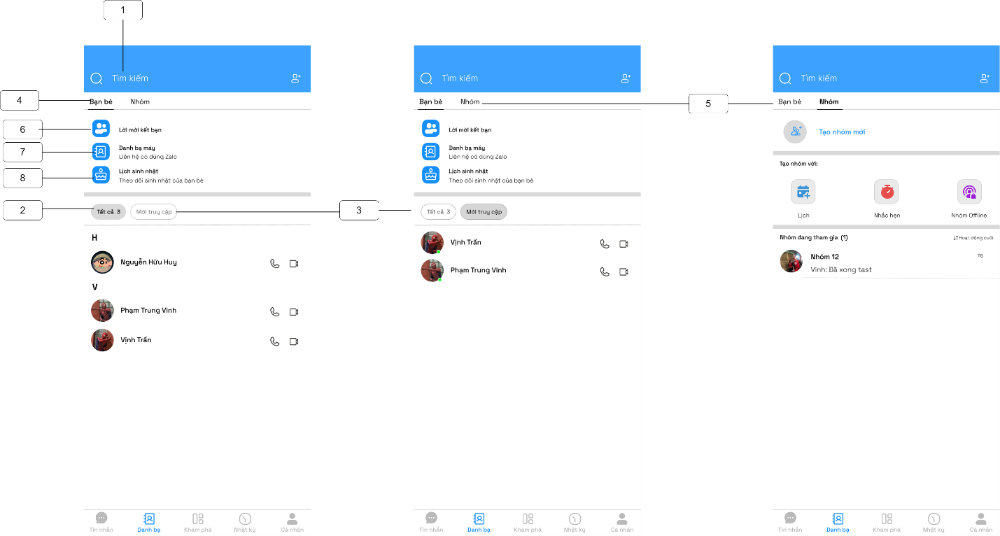 1
Tìm kiếm
Tìm kiếm
Tìm kiếm
4
Bạn bè
Nhóm
Bạn bè
Nhóm
5
Bạn bè
Nhóm
6
Lời mời kết bạn
7
Danh bạ máy
Liên hệ có dùng Zalo
8
Lịch sinh nhật
Theo dõi sinh nhật của bạn bè
2
Tất cả 3
Mới truy cập
H
Nguyễn Hữu Huy
V
Phạm Trung Vinh
Vịnh Trần
Tin nhắn
Danh bạ
Khám phá
Nhật ký
Cá nhân
Lời mời kết bạn
Danh bạ máy
Liên hệ có dùng Zalo
Lịch sinh nhật
Theo dõi sinh nhật của bạn bè
3
Tất cả 3
Mới truy cập
Vịnh Trần
Phạm Trung Vinh
Tin nhắn
Danh bạ
Khám phá
Nhật ký
Cá nhân
Tạo nhóm mới
Tạo nhóm với:
Lịch
Nhắc hẹn
Nhóm Offline
Nhóm đang tham gia (1)
Hoạt động cuối
Nhóm 12
T6
Vinh: Đã xong tast
Tin nhắn
Danh bạ
Khám phá
Nhật ký
Cá nhân